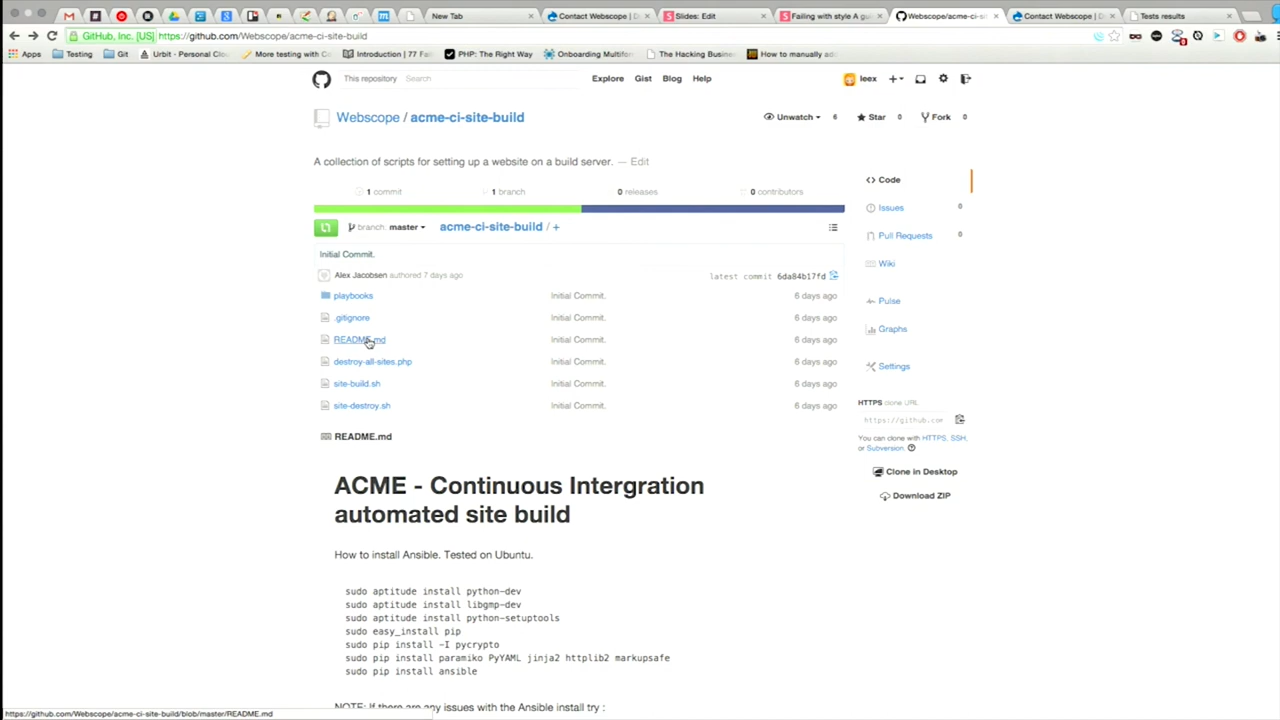 New Tab
Contact Webscope | D
Slides: Edit
Failing with style A gui
Webscope/acme-ci-si
Contact Webscope | D
Tests results
GitHub, Inc. [US] https://github.com/Webscope/acme-ci-site-build
Apps
Testing
Git
Urbit - Personal Clou
More testing with Co
Introduction | 77 Fan
PHP: The Right Way
Onboarding Multifor
The Hacking Busines
How to manually add
This repository
Search
Explore
Gist
Blog
Help
leex
Webscope / acme-ci-site-build
Unwatch
6
Star
0
Fork
0
A collection of scripts for setting up a website on a build server. — Edit
1 commit
1 branch
0 releases
0 contributors
branch: master
acme-ci-site-build / +
Initial Commit.
Alex Jacobsen authored 7 days ago
latest commit 6da84b17fd
playbooks
Initial Commit.
6 days ago
.gitignore
Initial Commit.
6 days ago
README.md
Initial Commit.
6 days ago
destroy-all-sites.php
Initial Commit.
6 days ago
site-build.sh
Initial Commit.
6 days ago
site-destroy.sh
Initial Commit.
6 days ago
Code
Issues
0
Pull Requests
0
Wiki
Pulse
Graphs
Settings
HTTPS clone URL
https://github.com
You can clone with HTTPS, SSH,
or Subversion.
Clone in Desktop
Download ZIP
README.md
ACME - Continuous Intergration
automated site build
How to install Ansible. Tested on Ubuntu.
sudo aptitude install python-dev
sudo aptitude install libgmp-dev
sudo aptitude install python-setuptools
sudo easy_install pip
sudo pip install -I pycrypto
sudo pip install paramiko PyYAML jinja2 httplib2 markupsafe
sudo pip install ansible
NOTE: If there are any issues with the Ansible install try :
https://github.com/Webscope/acme-ci-site-build/blob/master/README.md